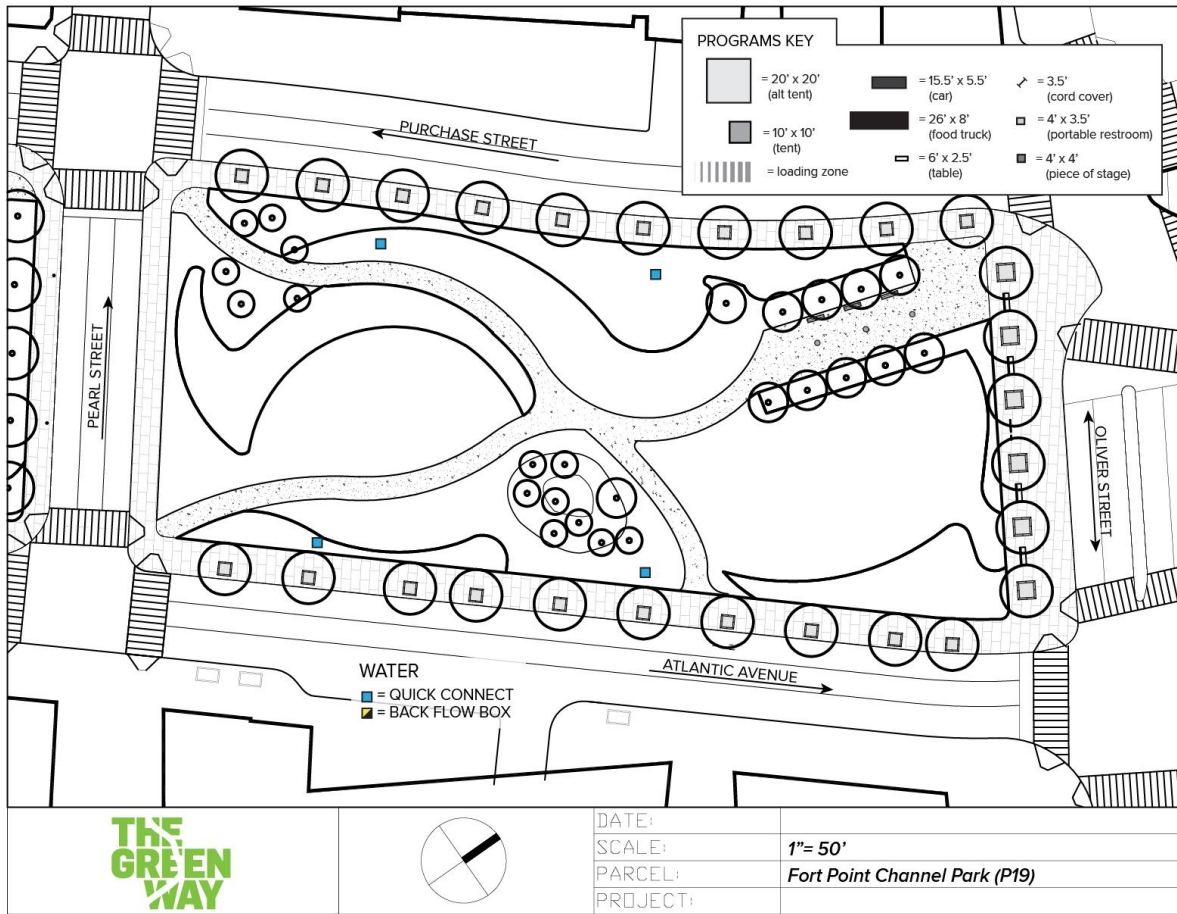 PROGRAMS KEY
= 20' x 20'
(alt tent)
= 10' x 10'
(tent)
= loading zone
= 15.5' x 5.5'
(car)
= 26' x 8'
(food truck)
= 6' x 2.5'
(table)
= 3.5'
(cord cover)
= 4' x 3.5'
(portable restroom)
= 4' x 4'
(piece of stage)
PURCHASE STREET
PEARL STREET
OLIVER STREET
ATLANTIC AVENUE
WATER
= QUICK CONNECT
= BACK FLOW BOX
THE
GREEN
WAY
DATE:
SCALE: 1"= 50'
PARCEL: Fort Point Channel Park (P19)
PROJECT: